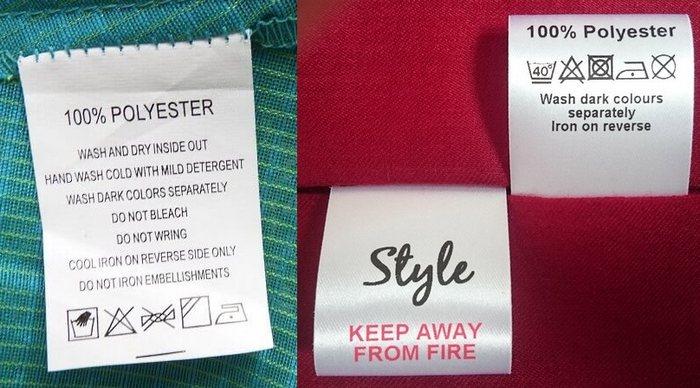 100% POLYESTER
WASH AND DRY INSIDE OUT
HAND WASH COLD WITH MILD DETERGENT
WASH DARK COLORS SEPARATELY
DO NOT BLEACH
DO NOT WRING
COOL IRON ON REVERSE SIDE ONLY
DO NOT IRON EMBELLISHMENTS
100% Polyester
40°
Wash dark colours
separately
Iron on reverse
Style
KEEP AWAY
FROM FIRE